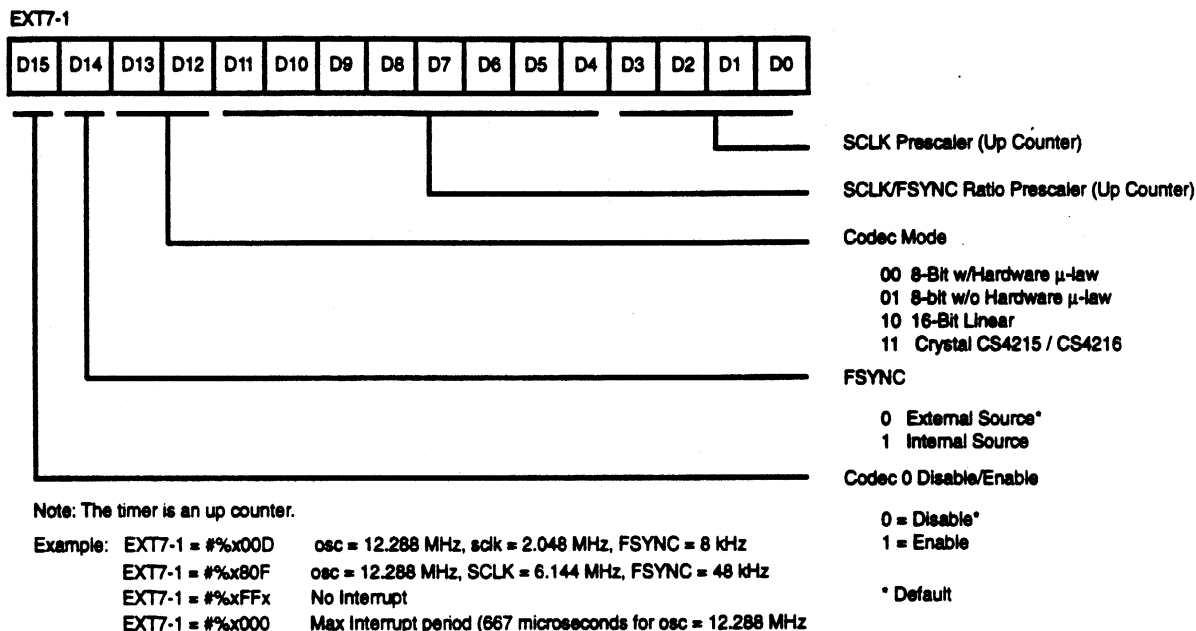 EXT7-1
D15 D14 D13 D12 D11 D10 D9 D8 D7 D6 D5 D4 D3 D2 D1 D0
SCLK Prescaler (Up Counter)
SCLK/FSYNC Ratio Prescaler (Up Counter)
Codec Mode
00 8-Bit w/Hardware µ-law
01 8-bit w/o Hardware µ-law
10 16-Bit Linear
11 Crystal CS4215 / CS4216
FSYNC
0 External Source*
1 Internal Source
Codec 0 Disable/Enable
0 = Disable*
1 = Enable
* Default
Note: The timer is an up counter.
Example: EXT7-1 = #%x00D osc = 12.288 MHz, sclk = 2.048 MHz, FSYNC = 8 kHz
EXT7-1 = #%x80F osc = 12.288 MHz, SCLK = 6.144 MHz, FSYNC = 48 kHz
EXT7-1 = #%xFFx No Interrupt
EXT7-1 = #%x000 Max Interrupt period (667 microseconds for osc = 12.288 MHz